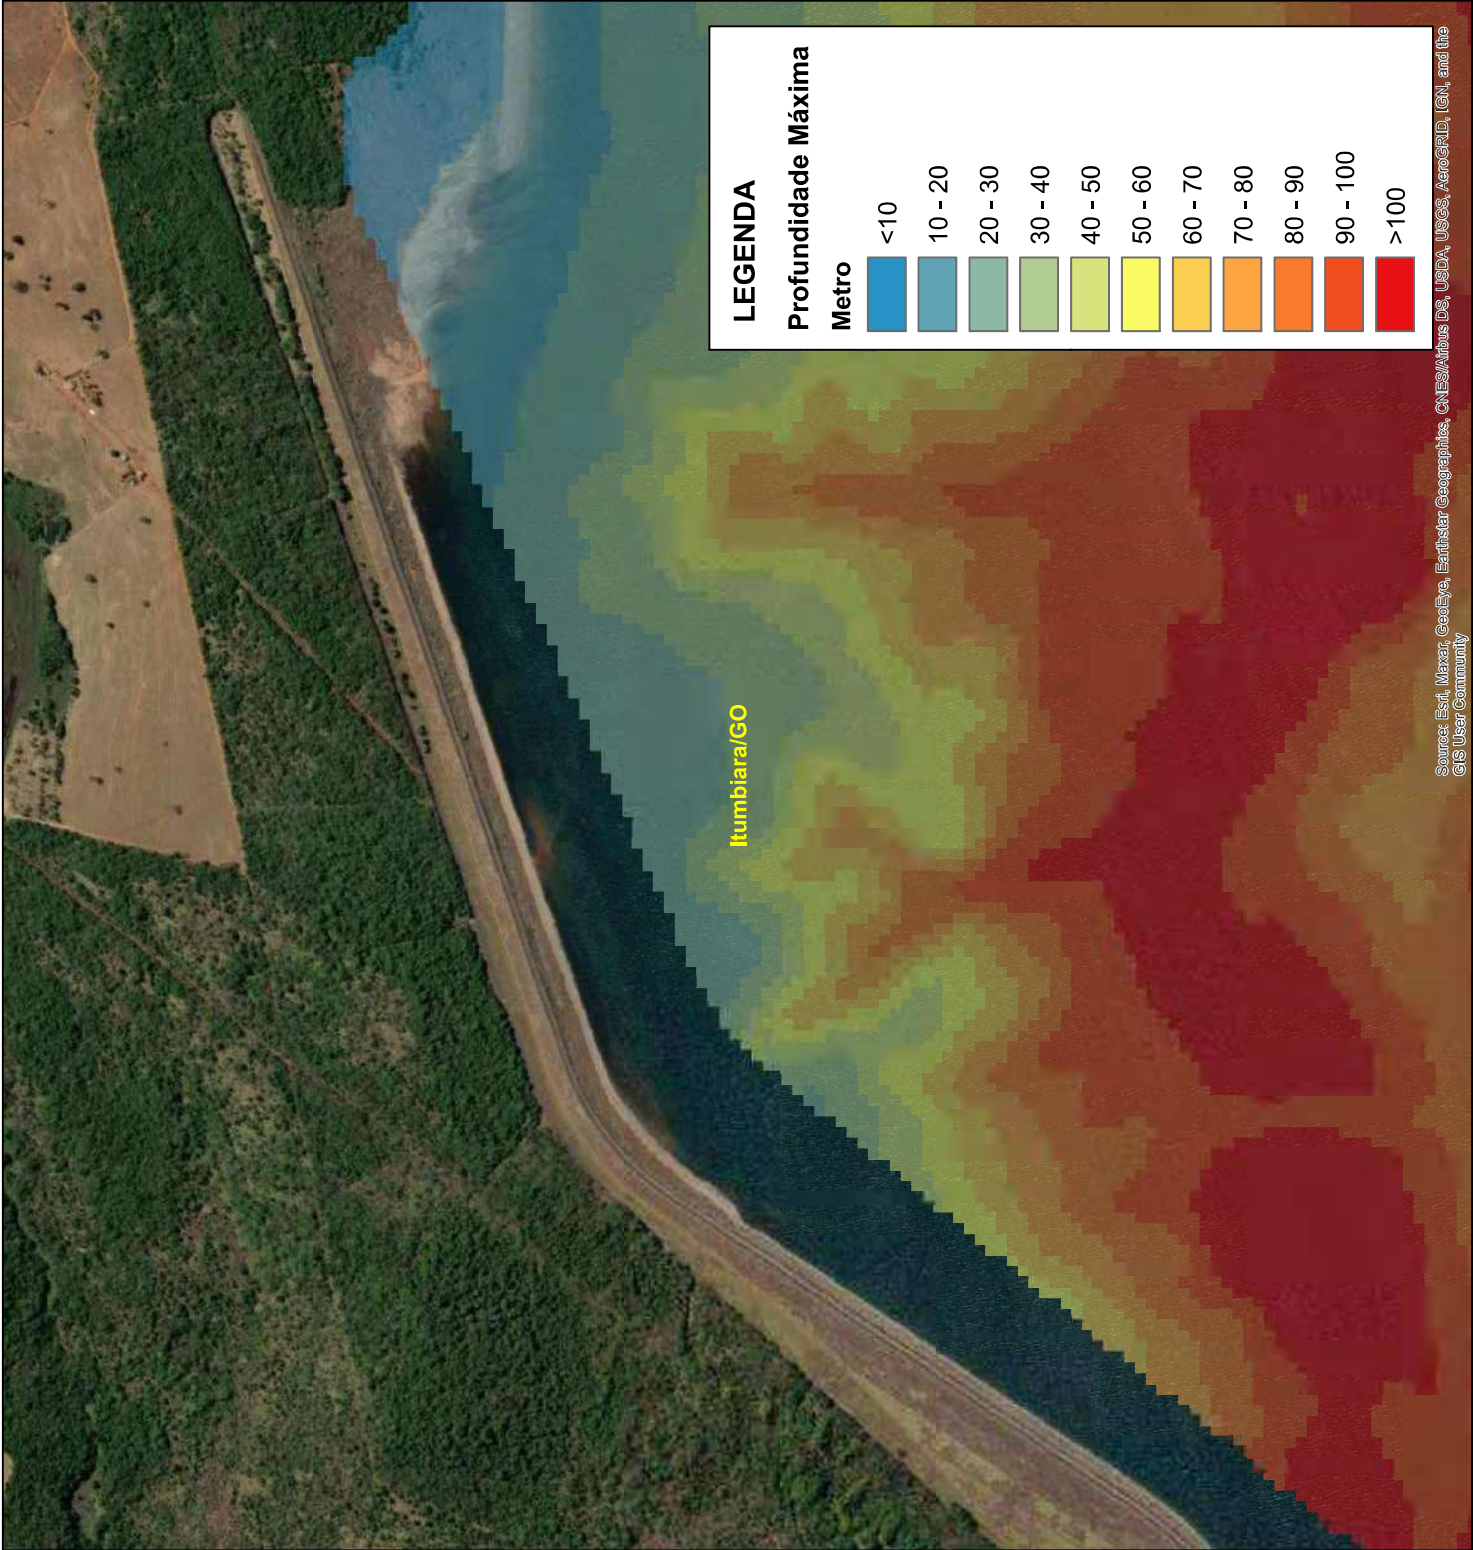 LEGENDA
Profundidade Máxima
Metro
<10
10 - 20
20 - 30
30 - 40
40 - 50
50 - 60
60 - 70
70 - 80
80 - 90
90 - 100
>100
Itumbiara/GO
Source: Esri, Maxar, GeoEye, Earthstar Geographics, CNES/Airbus DS, USDA, USGS, AeroGRID, IGN, and the
GIS User Community